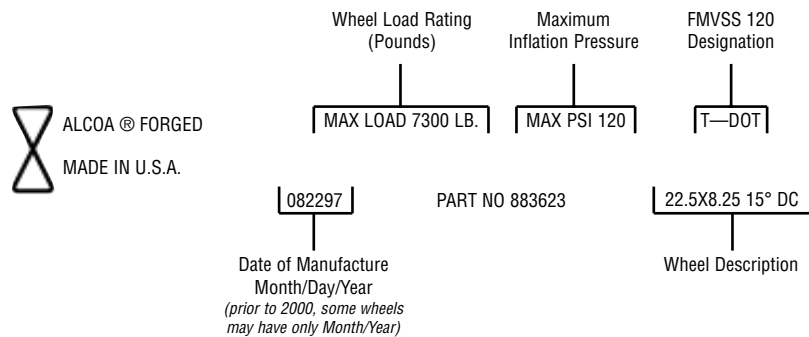 Wheel Load Rating
(Pounds)
Maximum
Inflation Pressure
FMVSS 120
Designation
ALCOA ® FORGED
MAX LOAD 7300 LB.
MAX PSI 120
T—DOT
MADE IN U.S.A.
082297
PART NO 883623
22.5X8.25 15° DC
Date of Manufacture
Month/Day/Year
(prior to 2000, some wheels
may have only Month/Year)
Wheel Description